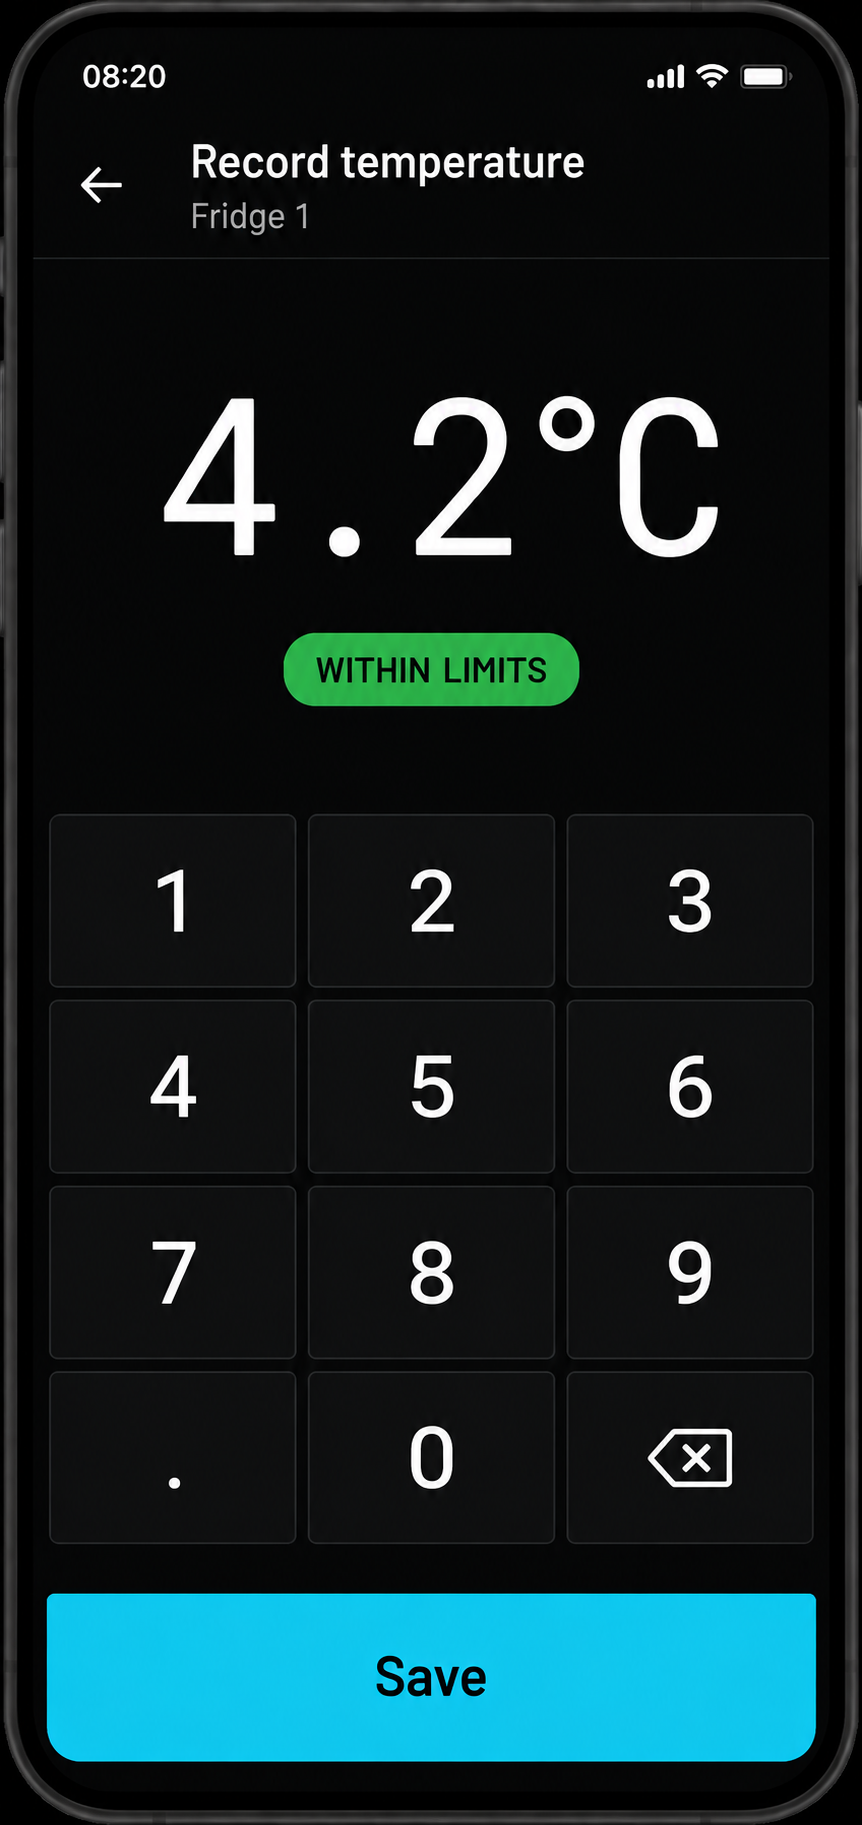 08:20
Record temperature
Fridge 1
4.2°C
WITHIN LIMITS
1 2 3
4 5 6
7 8 9
. 0
Save